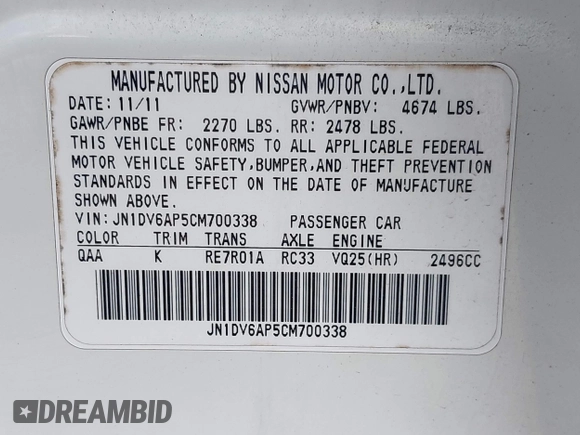 MANUFACTURED BY NISSAN MOTOR CO.,LTD.
DATE: 11/11 GVWR/PNBV: 4674 LBS.
GAWR/PNBE FR: 2270 LBS. RR: 2478 LBS.
THIS VEHICLE CONFORMS TO ALL APPLICABLE FEDERAL
MOTOR VEHICLE SAFETY,BUMPER,AND THEFT PREVENTION
STANDARDS IN EFFECT ON THE DATE OF MANUFACTURE
SHOWN ABOVE.
VIN:JN1DV6AP5CM700338 PASSENGER CAR
COLOR TRIM TRANS AXLE ENGINE
QAA K RE7R01A RC33 VQ25(HR) 2496CC
JN1DV6AP5CM700338
DREAMBID